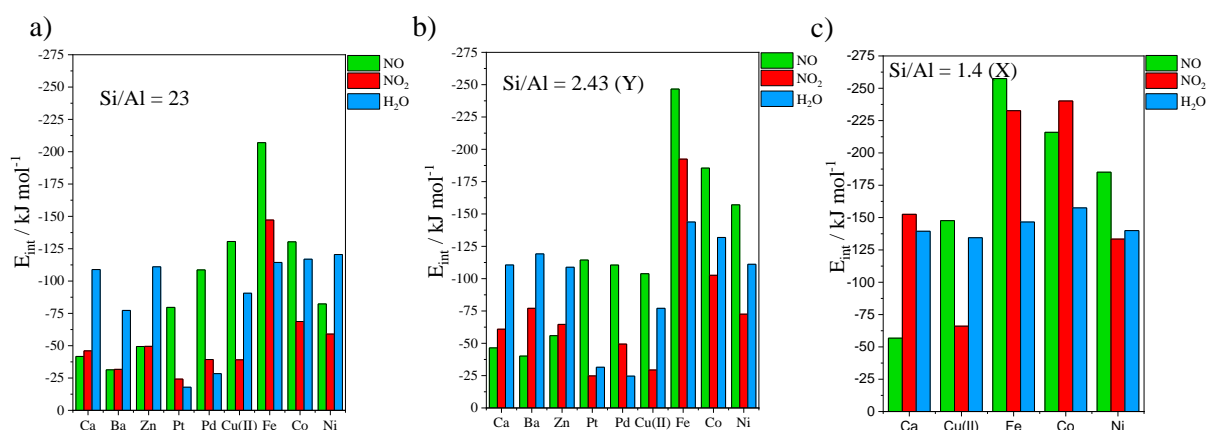 a)
E_int / kJ mol⁻¹
-275
-250
-225
-200
-175
-150
-125
-100
-75
-50
-25
0
Si/Al = 23
NO
NO₂
H₂O
Ca Ba Zn Pt Pd Cu(II) Fe Co Ni
b)
E_int / kJ mol⁻¹
-275
-250
-225
-200
-175
-150
-125
-100
-75
-50
-25
0
Si/Al = 2.43 (Y)
NO
NO₂
H₂O
Ca Ba Zn Pt Pd Cu(II) Fe Co Ni
c)
E_int / kJ mol⁻¹
-275
-250
-225
-200
-175
-150
-125
-100
-75
-50
-25
0
Si/Al = 1.4 (X)
NO
NO₂
H₂O
Ca Cu(II) Fe Co Ni